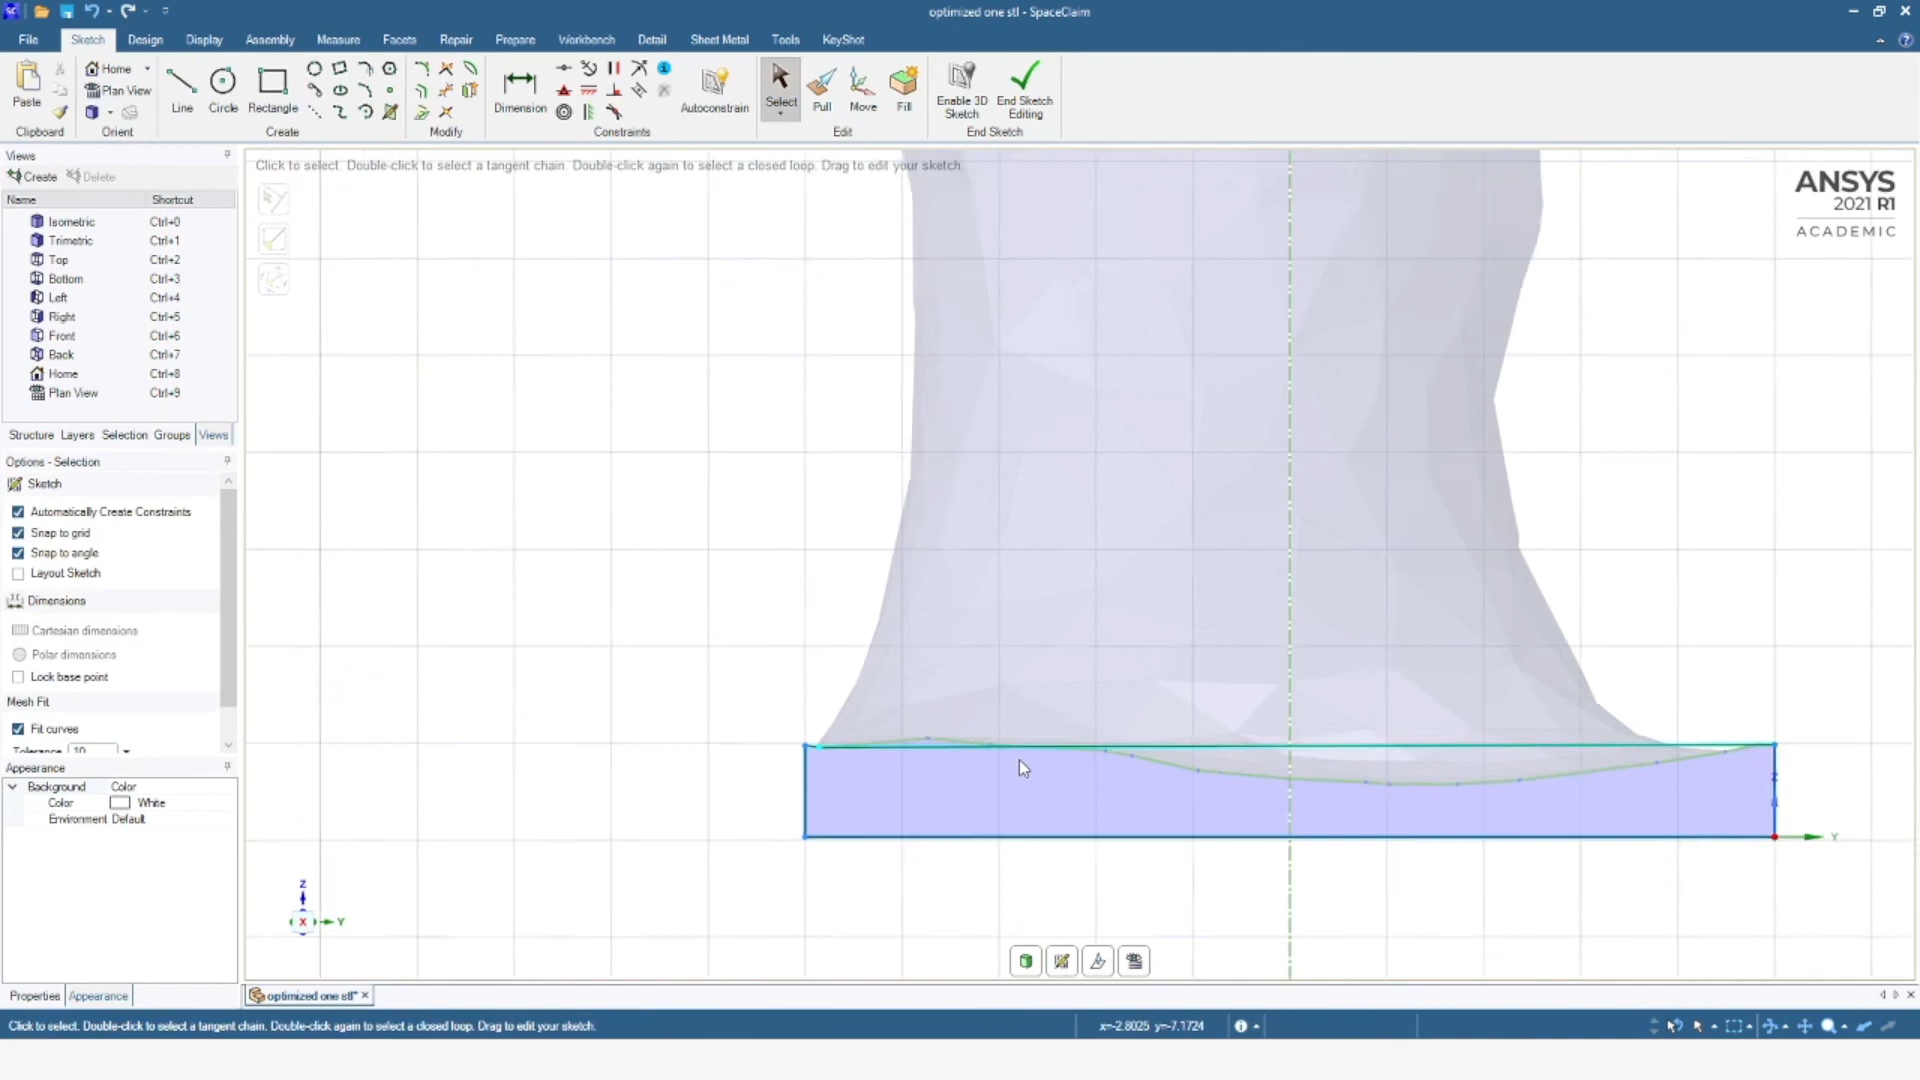 optimized one stl - SpaceClaim
File Sketch Design Display Assembly Measure Facets Repair Prepare Workbench Detail Sheet Metal Tools KeyShot
Paste
Home
Plan View
Line Circle Rectangle
Dimension
Autoconstrain
Select Pull Move Fill
Enable 3D Sketch
End Sketch Editing
Clipboard Orient Create Modify Constraints Edit End Sketch
Views
Create Delete
Name Shortcut
Isometric Ctrl+0
Trimetric Ctrl+1
Top Ctrl+2
Bottom Ctrl+3
Left Ctrl+4
Right Ctrl+5
Front Ctrl+6
Back Ctrl+7
Home Ctrl+8
Plan View Ctrl+9
Structure Layers Selection Groups Views
Options - Selection
Sketch
Automatically Create Constraints
Snap to grid
Snap to angle
Layout Sketch
Dimensions
Cartesian dimensions
Polar dimensions
Lock base point
Mesh Fit
Fit curves
Tolerance 10
Appearance
Background Color
Color White
Environment Default
Properties Appearance
Click to select. Double-click to select a tangent chain. Double-click again to select a closed loop. Drag to edit your sketch.
ANSYS
2021 R1
ACADEMIC
Z
Y
Z
X
Y
optimized one stl*
Click to select. Double-click to select a tangent chain. Double-click again to select a closed loop. Drag to edit your sketch.
x=-2.8025 y=-7.1724